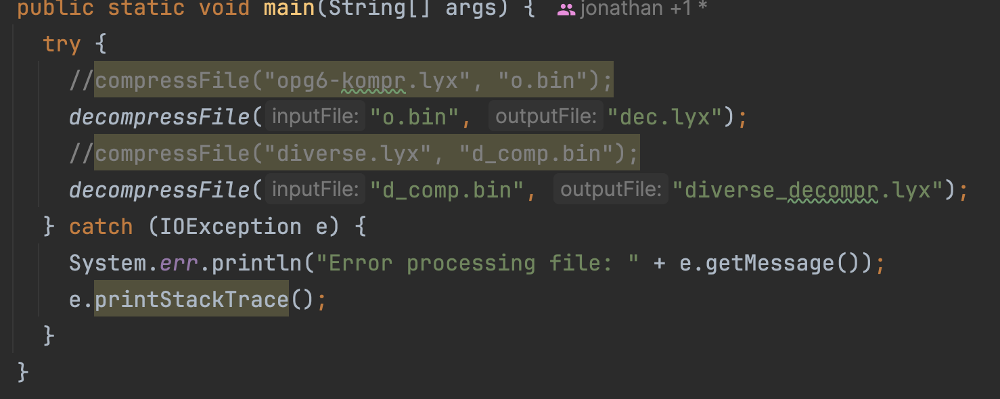 public static void main(String[] args) { jonathan +1 *
try {
//compressFile("opg6-kompr.lyx", "o.bin");
decompressFile( inputFile: "o.bin", outputFile: "dec.lyx");
//compressFile("diverse.lyx", "d_comp.bin");
decompressFile( inputFile: "d_comp.bin", outputFile: "diverse_decompr.lyx");
} catch (IOException e) {
System.err.println("Error processing file: " + e.getMessage());
e.printStackTrace();
}
}